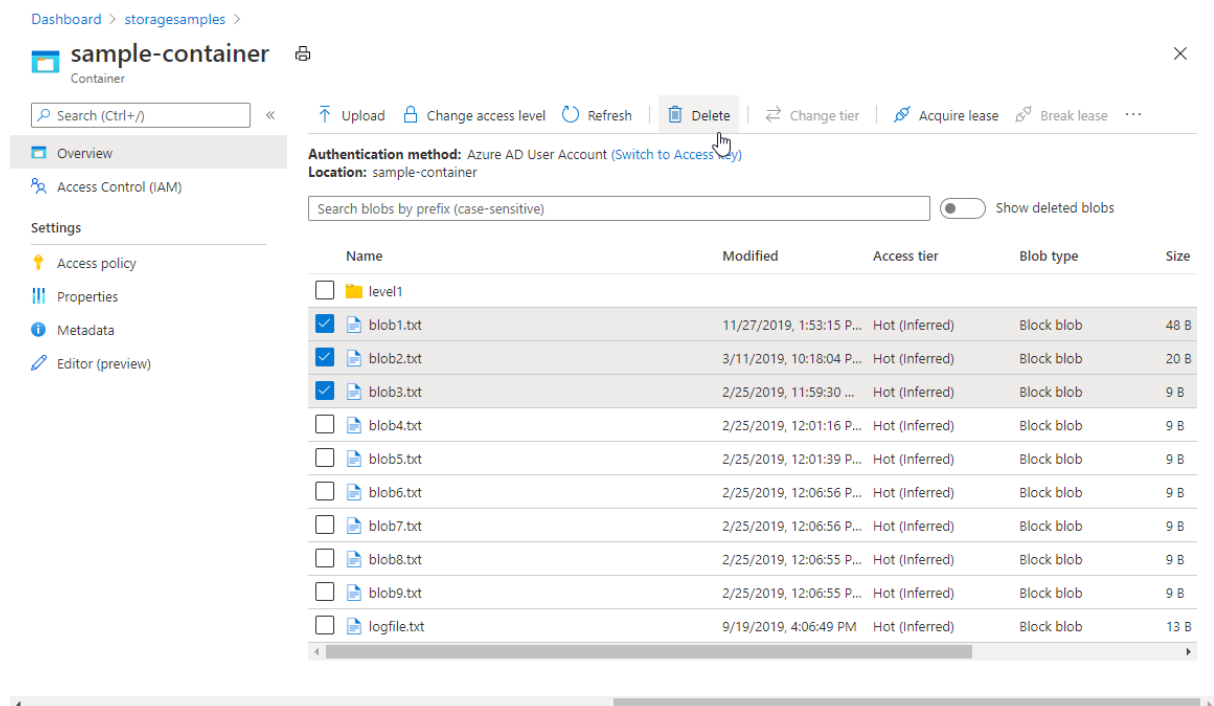 Dashboard > storagesamples >
sample-container
Container
Search (Ctrl+/)
«
Upload Change access level Refresh Delete Change tier Acquire lease Break lease ...
Overview
Access Control (IAM)
Settings
Access policy
Properties
Metadata
Editor (preview)
Authentication method: Azure AD User Account (Switch to Access key)
Location: sample-container
Search blobs by prefix (case-sensitive) Show deleted blobs
Name Modified Access tier Blob type Size
level1
blob1.txt 11/27/2019, 1:53:15 P... Hot (Inferred) Block blob 48 B
blob2.txt 3/11/2019, 10:18:04 P... Hot (Inferred) Block blob 20 B
blob3.txt 2/25/2019, 11:59:30 ... Hot (Inferred) Block blob 9 B
blob4.txt 2/25/2019, 12:01:16 P... Hot (Inferred) Block blob 9 B
blob5.txt 2/25/2019, 12:01:39 P... Hot (Inferred) Block blob 9 B
blob6.txt 2/25/2019, 12:06:56 P... Hot (Inferred) Block blob 9 B
blob7.txt 2/25/2019, 12:06:56 P... Hot (Inferred) Block blob 9 B
blob8.txt 2/25/2019, 12:06:55 P... Hot (Inferred) Block blob 9 B
blob9.txt 2/25/2019, 12:06:55 P... Hot (Inferred) Block blob 9 B
logfile.txt 9/19/2019, 4:06:49 PM Hot (Inferred) Block blob 13 B